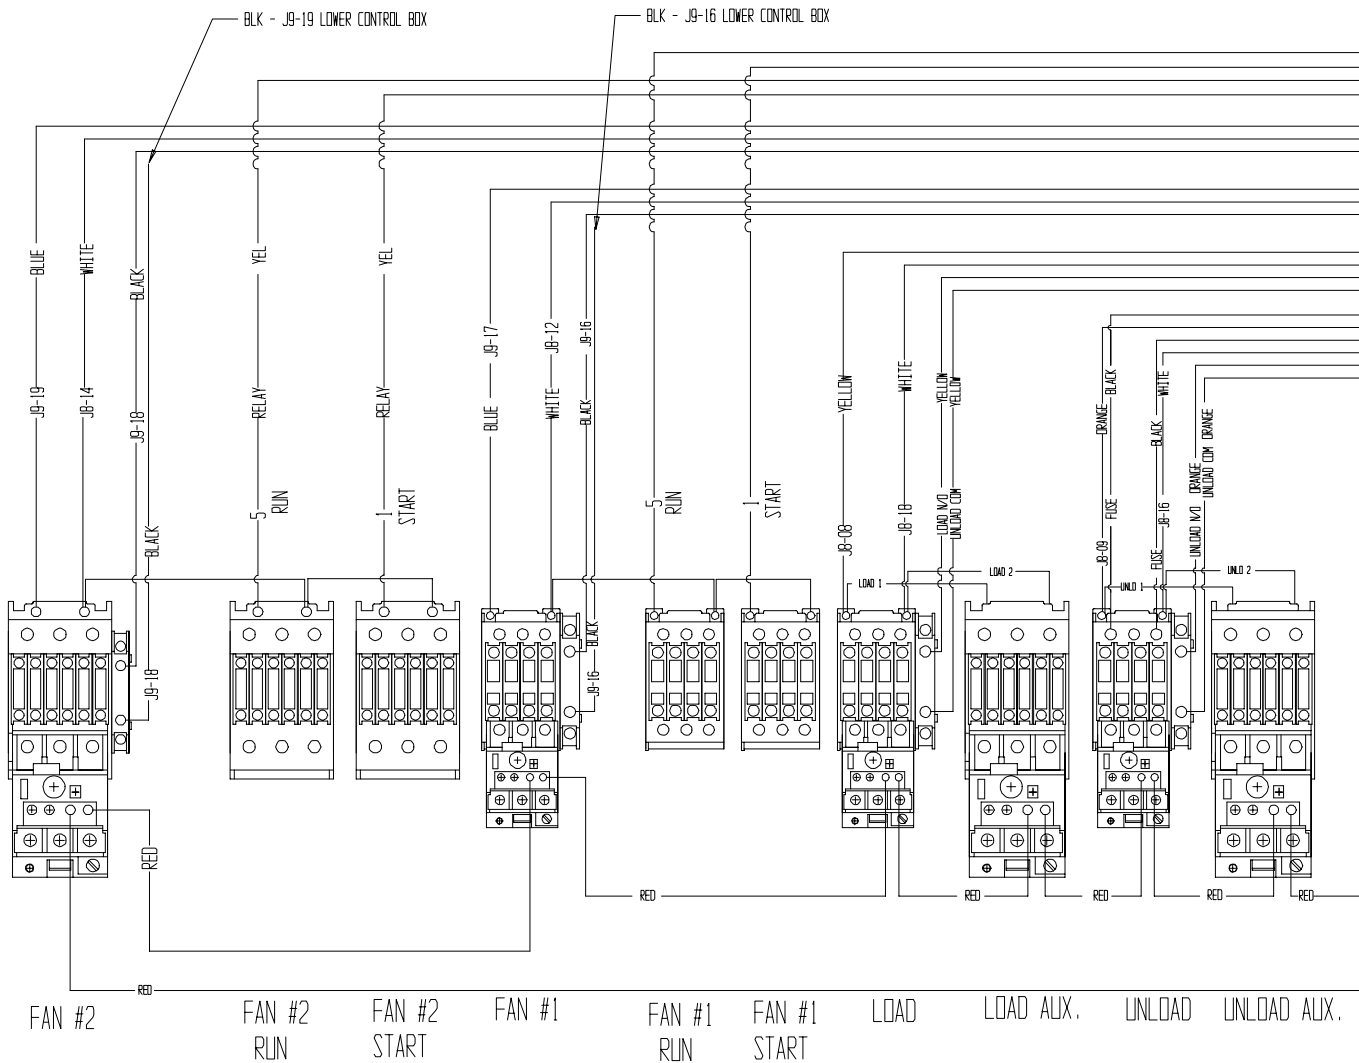 BLK - J9-19 LOWER CONTROL BOX
BLK - J9-16 LOWER CONTROL BOX
BLUE
WHITE
BLACK
YEL
YEL
J9-17
J8-12
J9-16
J9-19
J8-14
J9-18
RELAY
RELAY
BLUE
WHITE
BLACK
YELLOW
WHITE
YELLOW
YELLOW
ORANGE
BLACK
BLACK
WHITE
ORANGE
UNLOAD COM ORANGE
BLACK
5
RUN
1
START
5
RUN
1
START
J8-08
J8-18
LOAD N/O
UNLOAD COM
J8-09
FUSE
FUSE
J8-16
UNLOAD N/O
LOAD 1
LOAD 2
UNLO 1
UNLO 2
J9-18
BLACK
J9-16
RED
RED
RED
RED
RED
RED
RED
FAN #2
FAN #2
RUN
FAN #2
START
FAN #1
FAN #1
RUN
FAN #1
START
LOAD
LOAD AUX.
UNLOAD
UNLOAD AUX.